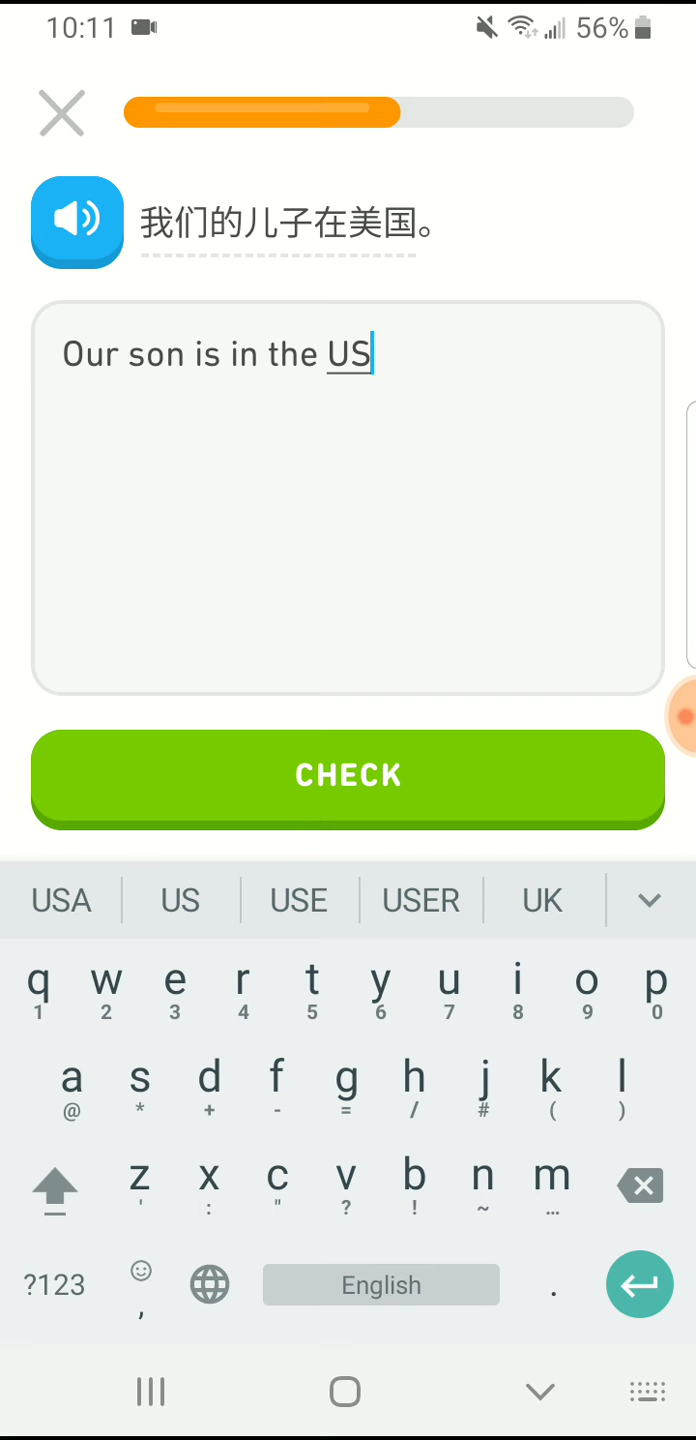 10:11 56%
我们的儿子在美国。
Our son is in the US
CHECK
USA US USE USER UK
q w e r t y u i o p
1 2 3 4 5 6 7 8 9 0
a s d f g h j k l
@ * + - = / # ( )
z x c v b n m
' : " ? ! ~ …
?123 , English .